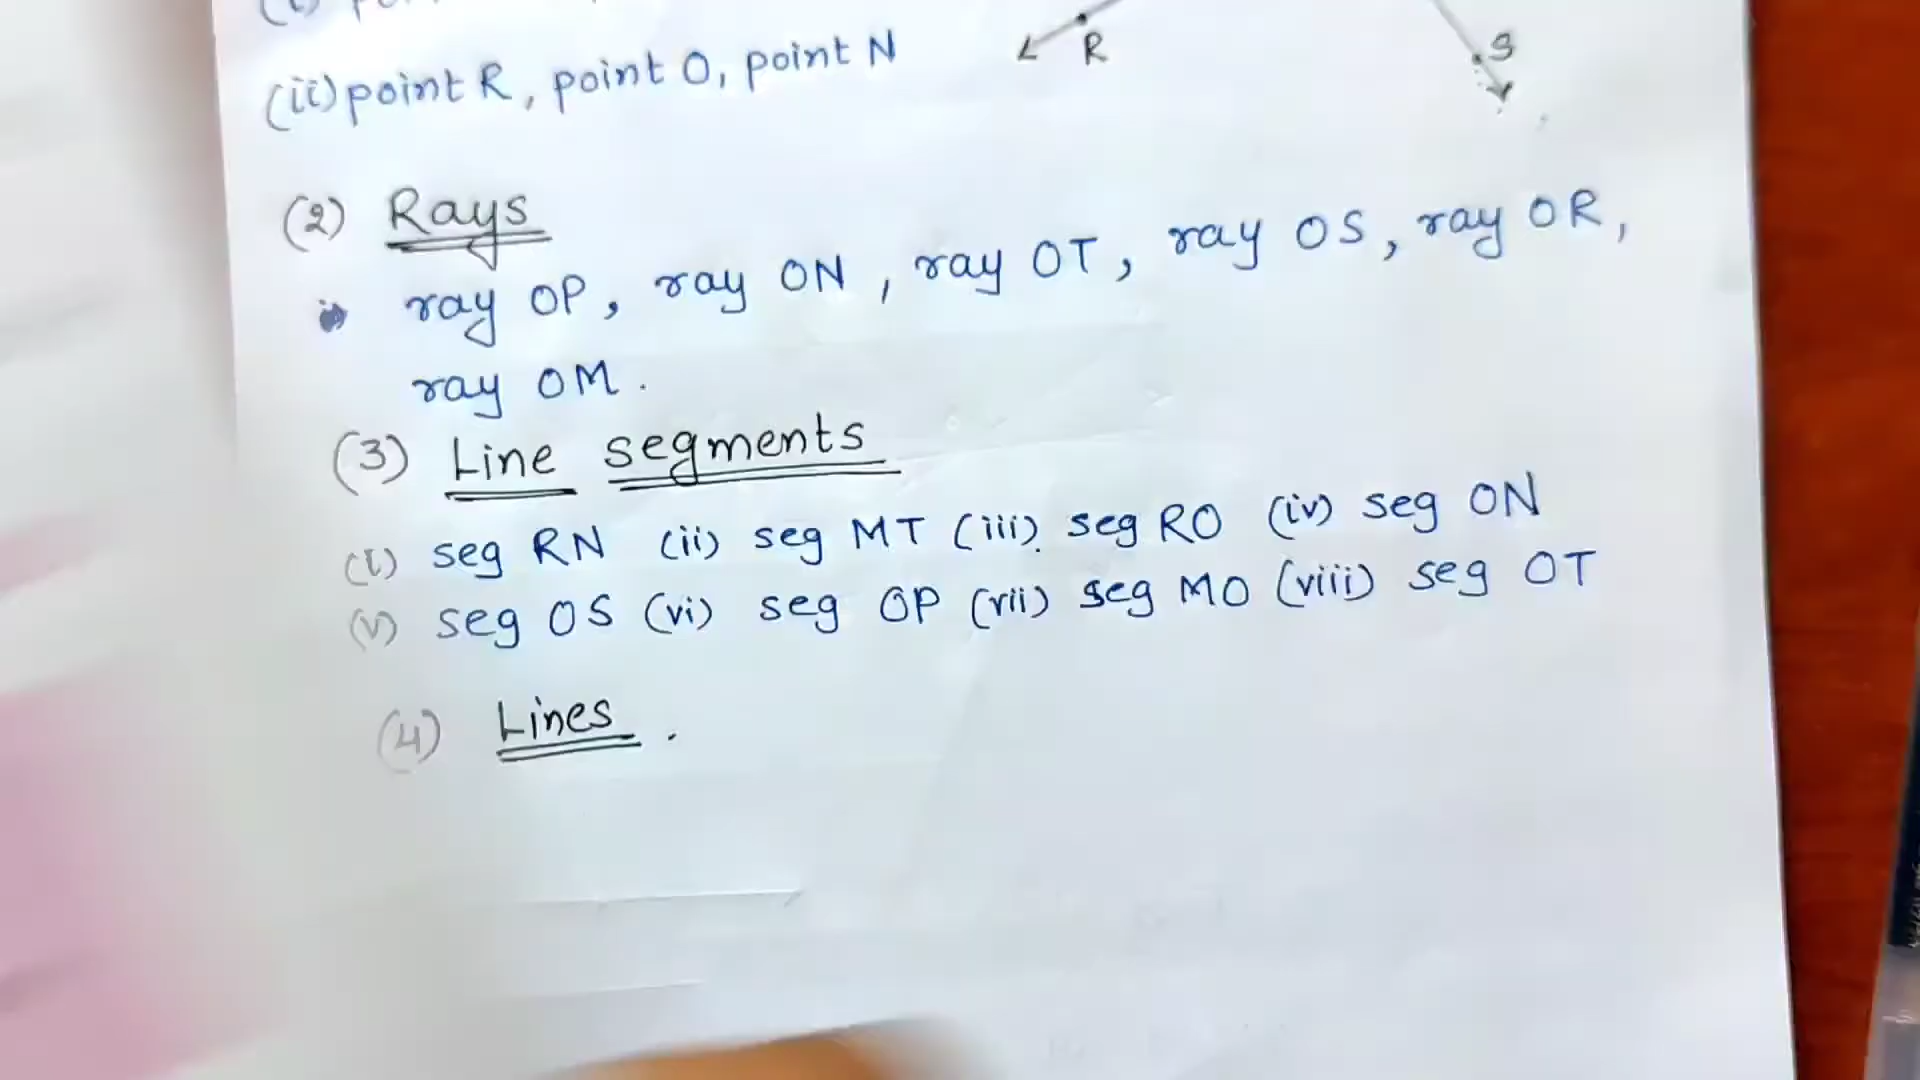 (ii) point R, point O, point N
R
S
(2) Rays
ray OP, ray ON, ray OT, ray OS, ray OR,
ray OM.
(3) Line segments
(i) seg RN (ii) seg MT (iii) seg RO (iv) seg ON
(v) seg OS (vi) seg OP (vii) seg MO (viii) seg OT
(4) Lines.